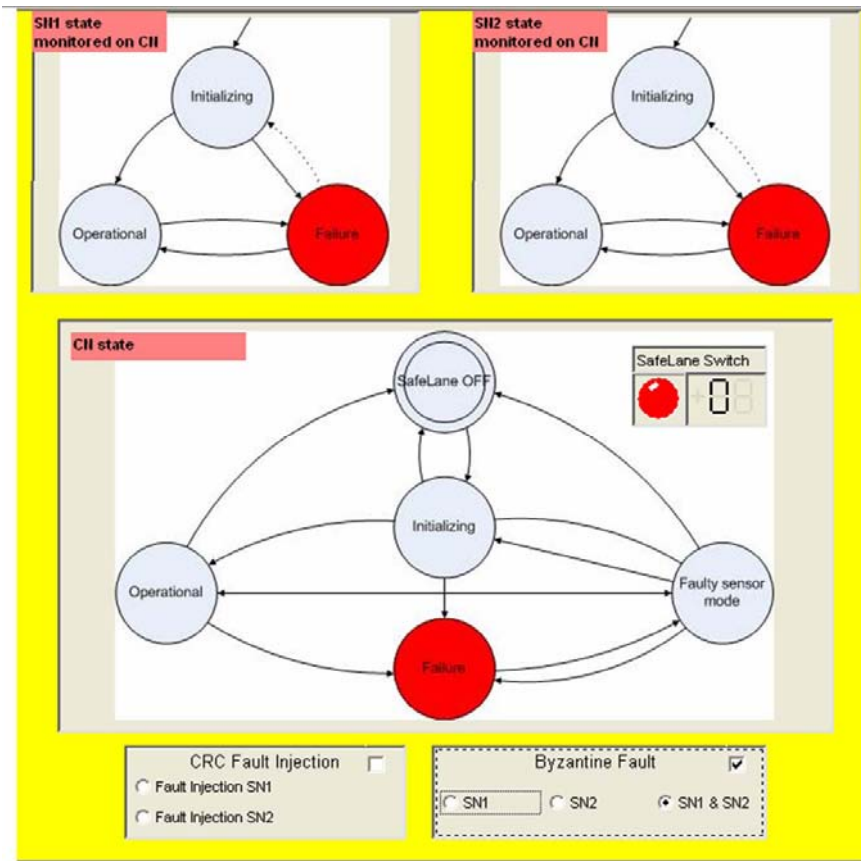 SN1 state
monitored on CN
Initializing
Operational
Failure
SN2 state
monitored on CN
Initializing
Operational
Failure
CN state
SafeLane OFF
SafeLane Switch
+0
Initializing
Operational
Faulty sensor
mode
Failure
CRC Fault Injection
Fault Injection SN1
Fault Injection SN2
Byzantine Fault
SN1
SN2
SN1 & SN2